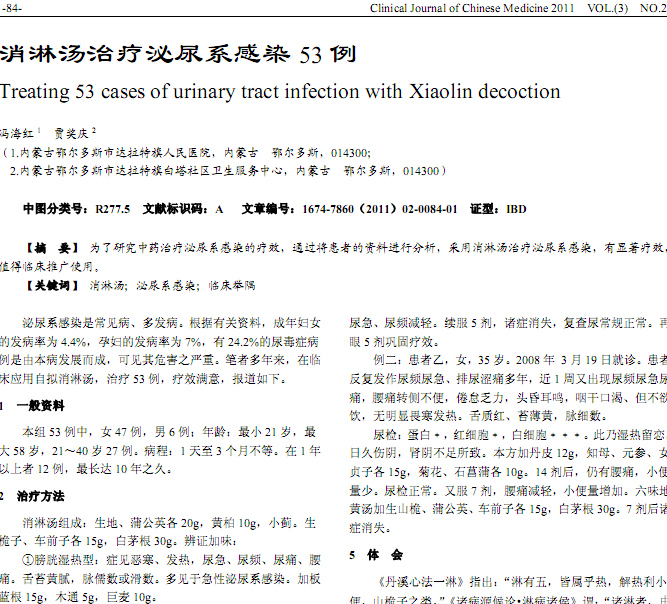 -84-
Clinical Journal of Chinese Medicine 2011 VOL.(3) NO.2
消淋汤治疗泌尿系感染 53 例
Treating 53 cases of urinary tract infection with Xiaolin decoction
冯海红 1 贾奖庆 2
(1.内蒙古鄂尔多斯市达拉特旗人民医院，内蒙古 鄂尔多斯，014300;
2.内蒙古鄂尔多斯市达拉特旗白塔社区卫生服务中心，内蒙古 鄂尔多斯，014300）
中图分类号：R277.5 文献标识码：A 文章编号：1674-7860（2011）02-0084-01 证型：IBD
【摘 要】 为了研究中药治疗泌尿系感染的疗效，通过将患者的资料进行分析，采用消淋汤治疗泌尿系感染，有显著疗效，
值得临床推广使用。
【关键词】 消淋汤；泌尿系感染；临床举隅
泌尿系感染是常见病、多发病。根据有关资料，成年妇女
的发病率为 4.4%，孕妇的发病率为 7%，有 24.2%的尿毒症病
例是由本病发展而成，可见其危害之严重。笔者多年来，在临
床应用自拟消淋汤，治疗 53 例，疗效满意，报道如下。
1 一般资料
本组 53 例中，女 47 例，男 6 例；年龄：最小 21 岁，最
大 58 岁，21～40 岁 27 例。病程：1 天至 3 个月不等。在 1 年
以上者 12 例，最长达 10 年之久。
2 治疗方法
消淋汤组成：生地、蒲公英各 20g，黄柏 10g，小蓟。生
栀子、车前子各 15g，白茅根 30g。辨证加味：
①膀胱湿热型：症见恶寒、发热，尿急、尿频、尿痛、腰
痛。舌苔黄腻，脉濡数或滑数。多见于急性泌尿系感染。加板
蓝根 15g，木通 5g，巨麦 10g。
尿急、尿频减轻。续服 5 剂，诸症消失，复查尿常规正常。再
服 5 剂巩固疗效。
例二：患者乙，女，35 岁。2008 年 3 月 19 日就诊。患者
反复发作尿频尿急、排尿涩痛多年，近 1 周又出现尿频尿急尿
痛，腰痛转侧不便，倦怠乏力，头昏耳鸣，咽干口渴、但不欲
饮，无明显畏寒发热。舌质红、苔薄黄，脉细数。
尿检：蛋白﹡，红细胞﹡，白细胞﹡﹡﹡。此乃湿热留恋，
日久伤阴，肾阴不足所致。本方加丹皮 12g，知母、元参、女
贞子各 15g，菊花、石菖蒲各 10g。14 剂后，仍有腰痛，小便
量少。尿检正常。又服 7 剂，腰痛减轻，小便量增加。六味地
黄汤加生山栀、蒲公英、车前子各 15g，白茅根 30g。7 剂后诸
症消失。
5 体 会
《丹溪心法一淋》指出：“淋有五，皆属乎热，解热利小
便，山栀子之类。”《诸病源候论·淋病诸候》谓，“诸淋者，由